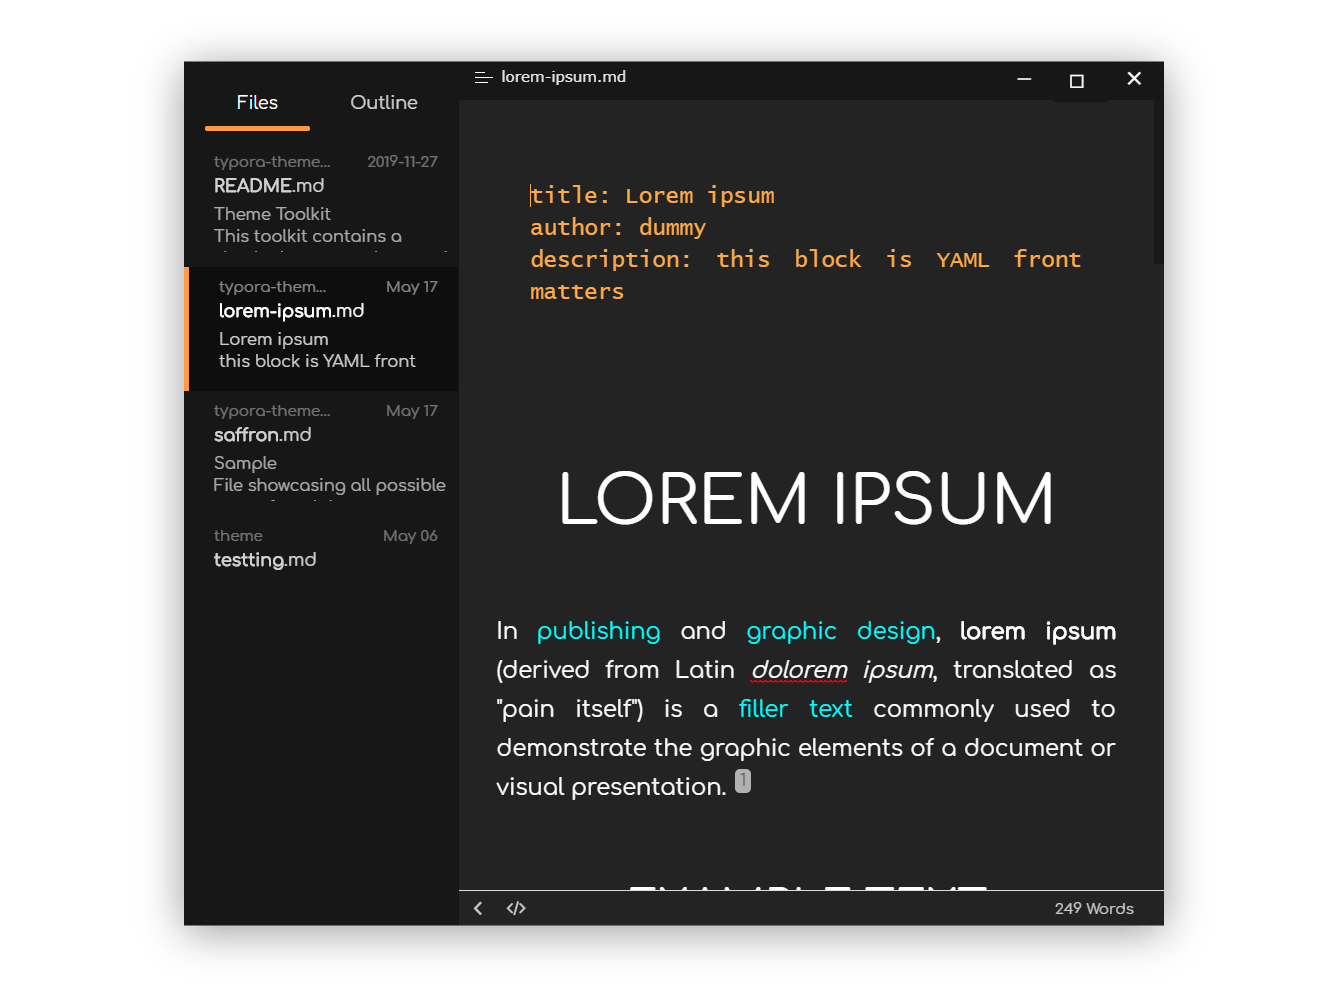 Files Outline
typora-theme... 2019-11-27
README.md
Theme Toolkit
This toolkit contains a
typora-them... May 17
lorem-ipsum.md
Lorem ipsum
this block is YAML front
typora-theme... May 17
saffron.md
Sample
File showcasing all possible
theme May 06
testting.md
lorem-ipsum.md
title: Lorem ipsum
author: dummy
description: this block is YAML front
matters
LOREM IPSUM
In publishing and graphic design, lorem ipsum
(derived from Latin dolorem ipsum, translated as
"pain itself") is a filler text commonly used to
demonstrate the graphic elements of a document or
visual presentation. 1
EXAMPLE TEXT
249 Words